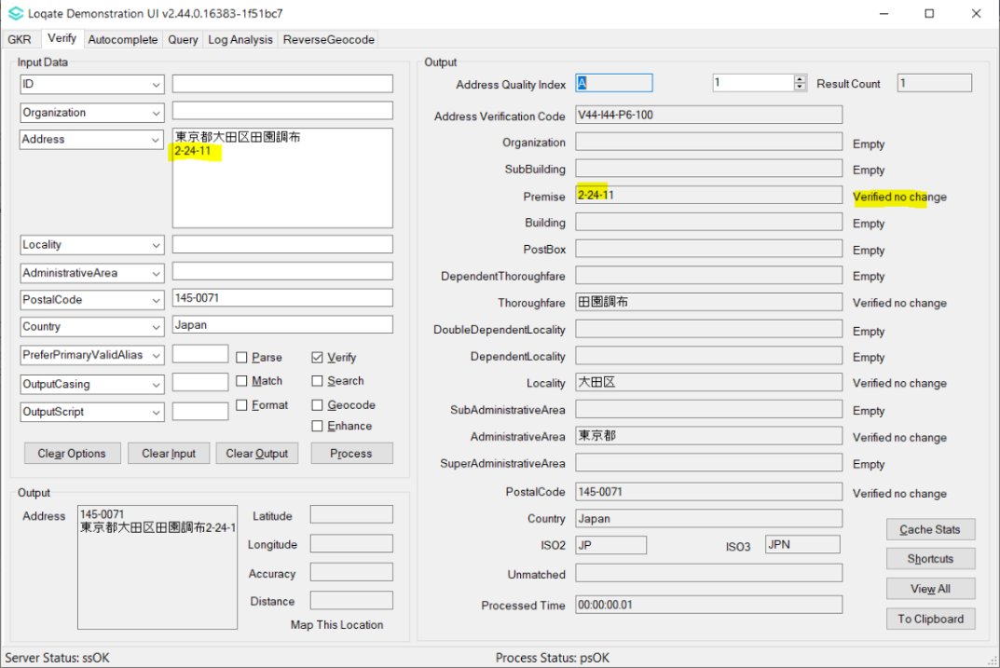 Loqate Demonstration UI v2.44.0.16383-1f51bc7
GKR Verify Autocomplete Query Log Analysis ReverseGeocode
Input Data
ID
Organization
Address 東京都大田区田園調布
2-24-11
Locality
AdministrativeArea
PostalCode 145-0071
Country Japan
PreferPrimaryValidAlias Parse Verify
OutputCasing Match Search
OutputScript Format Geocode
Enhance
Clear Options Clear Input Clear Output Process
Output
Address 145-0071
東京都大田区田園調布2-24-1
Latitude
Longitude
Accuracy
Distance
Map This Location
Output
Address Quality Index A 1 Result Count 1
Address Verification Code V44-I44-P6-100
Organization Empty
SubBuilding Empty
Premise 2-24-11 Verified no change
Building Empty
PostBox Empty
DependentThoroughfare Empty
Thoroughfare 田園調布 Verified no change
DoubleDependentLocality Empty
DependentLocality Empty
Locality 大田区 Verified no change
SubAdministrativeArea Empty
AdministrativeArea 東京都 Verified no change
SuperAdministrativeArea Empty
PostalCode 145-0071 Verified no change
Country Japan
ISO2 JP ISO3 JPN
Unmatched
Processed Time 00:00:00.01
Cache Stats
Shortcuts
View All
To Clipboard
Server Status: ssOK Process Status: psOK